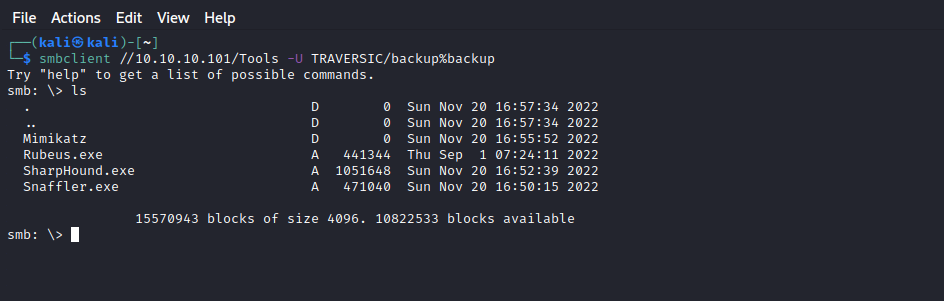 File Actions Edit View Help
┌──(kali㉿kali)-[~]
└─$ smbclient //10.10.10.101/Tools -U TRAVERSIC/backup%backup
Try "help" to get a list of possible commands.
smb: \> ls
  .                                   D        0  Sun Nov 20 16:57:34 2022
  ..                                  D        0  Sun Nov 20 16:57:34 2022
  Mimikatz                            D        0  Sun Nov 20 16:55:52 2022
  Rubeus.exe                          A   441344  Thu Sep  1 07:24:11 2022
  SharpHound.exe                      A  1051648  Sun Nov 20 16:52:39 2022
  Snaffler.exe                        A   471040  Sun Nov 20 16:50:15 2022
                15570943 blocks of size 4096. 10822533 blocks available
smb: \>